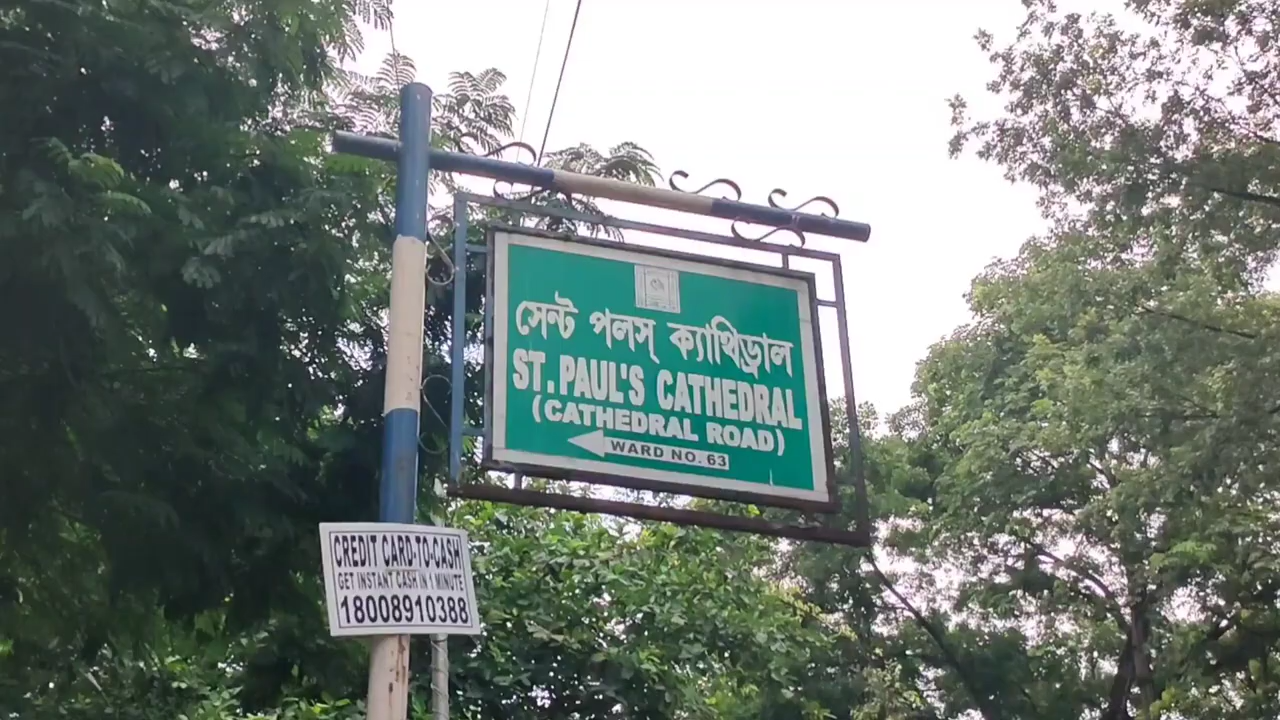 সেন্ট পলস্ ক্যাথিড্রাল
ST. PAUL'S CATHEDRAL
(CATHEDRAL ROAD)
WARD NO. 63
CREDIT CARD-TO-CASH
GET INSTANT CASH IN 1 MINUTE
18008910388